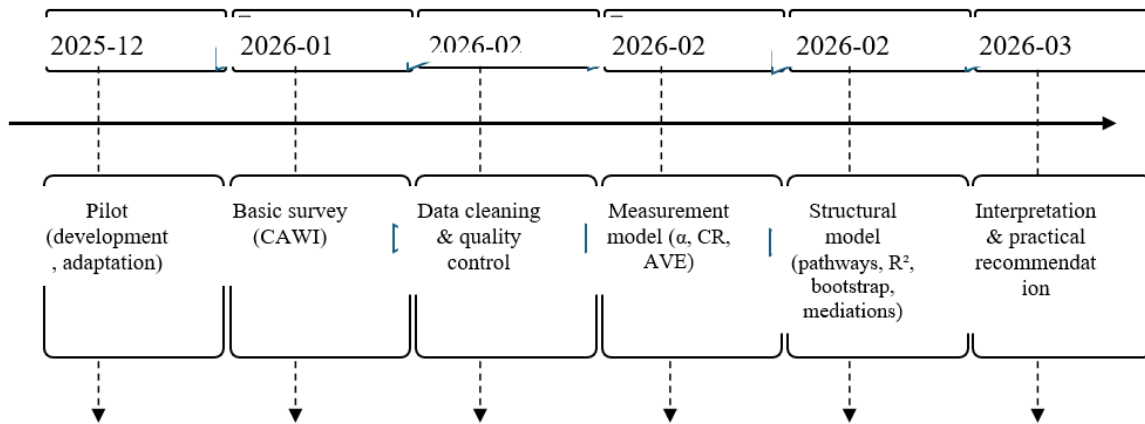 2025-12
2026-01
2026-02
2026-02
2026-02
2026-03
Pilot
(development
, adaptation)
Basic survey
(CAWI)
Data cleaning
& quality
control
Measurement
model (α, CR,
AVE)
Structural
model
(pathways, R²,
bootstrap,
mediations)
Interpretation
& practical
recommendat
ion